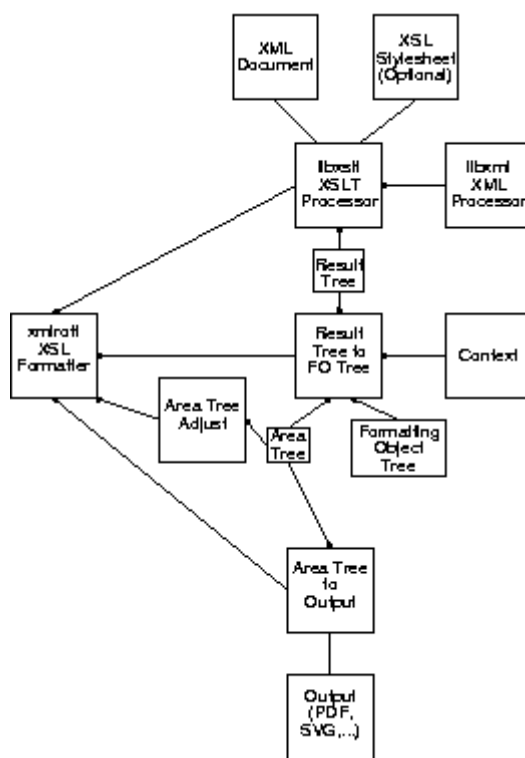 XML
Document
XSL
Stylesheet
(Optional)
libxslt
XSLT
Processor
libxml
XML
Processor
Result
Tree
xmlroff
XSL
Formatter
Result
Tree to
FO Tree
Context
Area Tree
Adjust
Area
Tree
Formatting
Object
Tree
Area Tree
to
Output
Output
(PDF,
SVG,...)